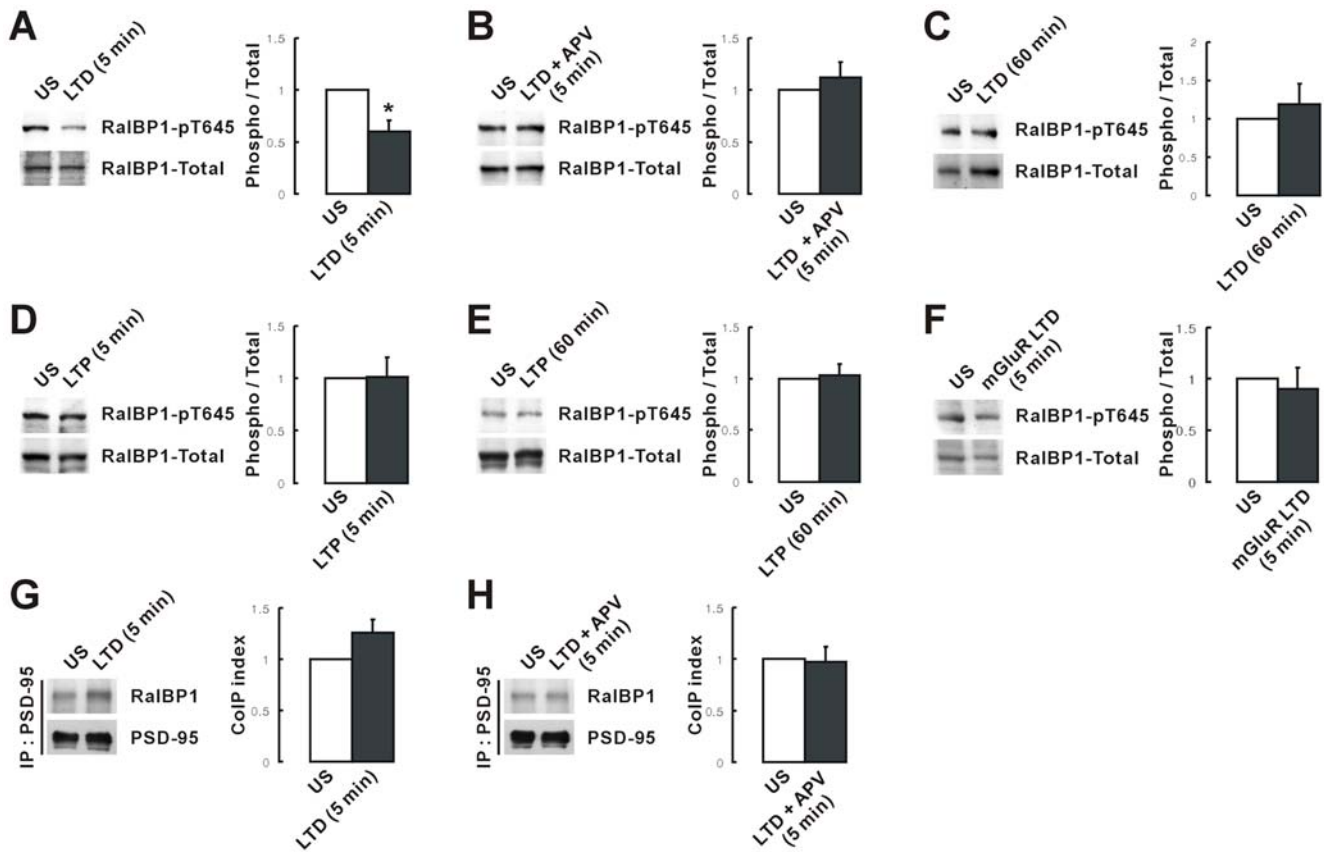 A
US
LTD (5 min)
RalBP1-pT645
RalBP1-Total
Phospho / Total
1.5
1
0.5
0
*
US
LTD (5 min)
B
US
LTD + APV
(5 min)
RalBP1-pT645
RalBP1-Total
Phospho / Total
1.5
1
0.5
0
US
LTD + APV
(5 min)
C
US
LTD (60 min)
RalBP1-pT645
RalBP1-Total
Phospho / Total
2
1.5
1
0.5
0
US
LTD (60 min)
D
US
LTP (5 min)
RalBP1-pT645
RalBP1-Total
Phospho / Total
1.5
1
0.5
0
US
LTP (5 min)
E
US
LTP (60 min)
RalBP1-pT645
RalBP1-Total
Phospho / Total
1.5
1
0.5
0
US
LTP (60 min)
F
US
mGluR LTD
(5 min)
RalBP1-pT645
RalBP1-Total
Phospho / Total
1.5
1
0.5
0
US
mGluR LTD
(5 min)
G
IP : PSD-95
US
LTD (5 min)
RalBP1
PSD-95
CoIP index
1.5
1
0.5
0
US
LTD (5 min)
H
IP : PSD-95
US
LTD + APV
(5 min)
RalBP1
PSD-95
CoIP index
1.5
1
0.5
0
US
LTD + APV
(5 min)